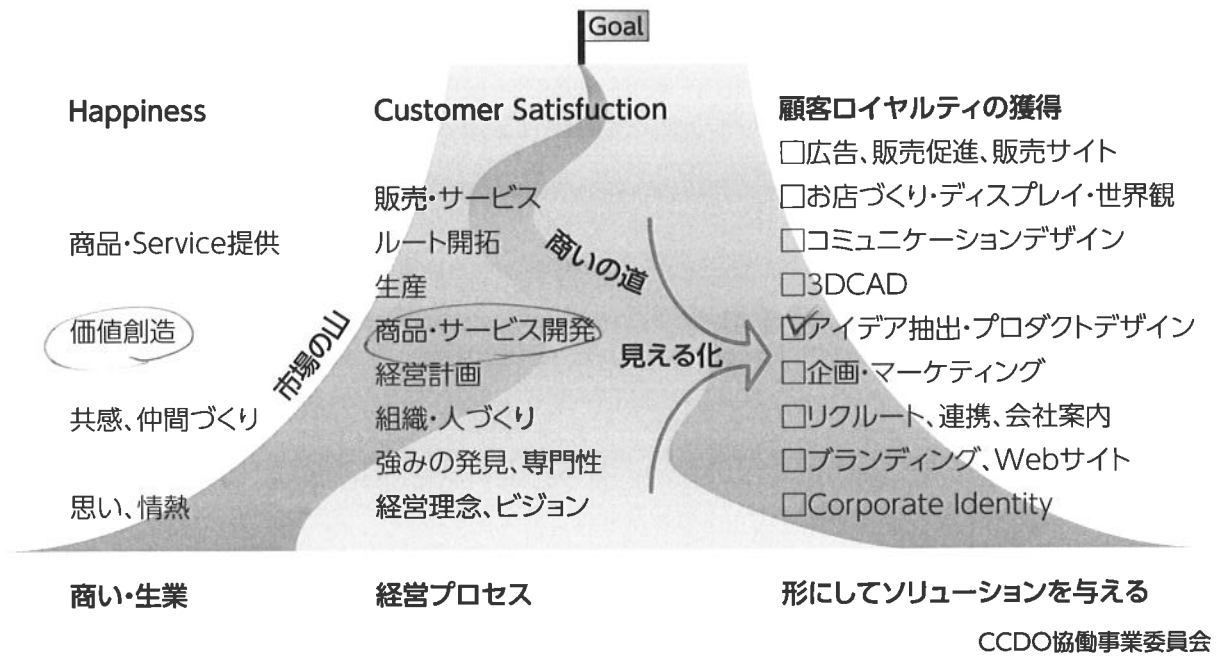 Goal
Happiness
商品・Service提供
価値創造
共感、仲間づくり
思い、情熱
商い・生業
市場の山
Customer Satisfuction
販売・サービス
ルート開拓
生産
商品・サービス開発
経営計画
組織・人づくり
強みの発見、専門性
経営理念、ビジョン
経営プロセス
商いの道
見える化
顧客ロイヤルティの獲得
□広告、販売促進、販売サイト
□お店づくり・ディスプレイ・世界観
□コミュニケーションデザイン
□3DCAD
☑アイデア抽出・プロダクトデザイン
□企画・マーケティング
□リクルート、連携、会社案内
□ブランディング、Webサイト
□Corporate Identity
形にしてソリューションを与える
CCDO協働事業委員会